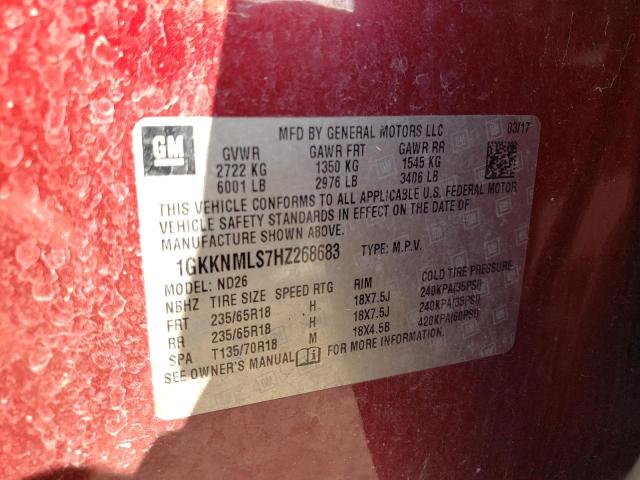 GM
MFD BY GENERAL MOTORS LLC 03/17
GVWR GAWR FRT GAWR RR
2722 KG 1350 KG 1545 KG
6001 LB 2976 LB 3406 LB
THIS VEHICLE CONFORMS TO ALL APPLICABLE U.S. FEDERAL MOTOR
VEHICLE SAFETY STANDARDS IN EFFECT ON THE DATE OF
MANUFACTURE SHOWN ABOVE.
1GKKNMLS7HZ268683 TYPE: M.P.V.
MODEL: ND26
NBHZ TIRE SIZE SPEED RTG RIM COLD TIRE PRESSURE
FRT 235/65R18 H 18X7.5J 240KPA(35PSI)
RR 235/65R18 H 18X7.5J 240KPA(35PSI)
SPA T135/70R18 M 18X4.5B 420KPA(60PSI)
SEE OWNER'S MANUAL FOR MORE INFORMATION.